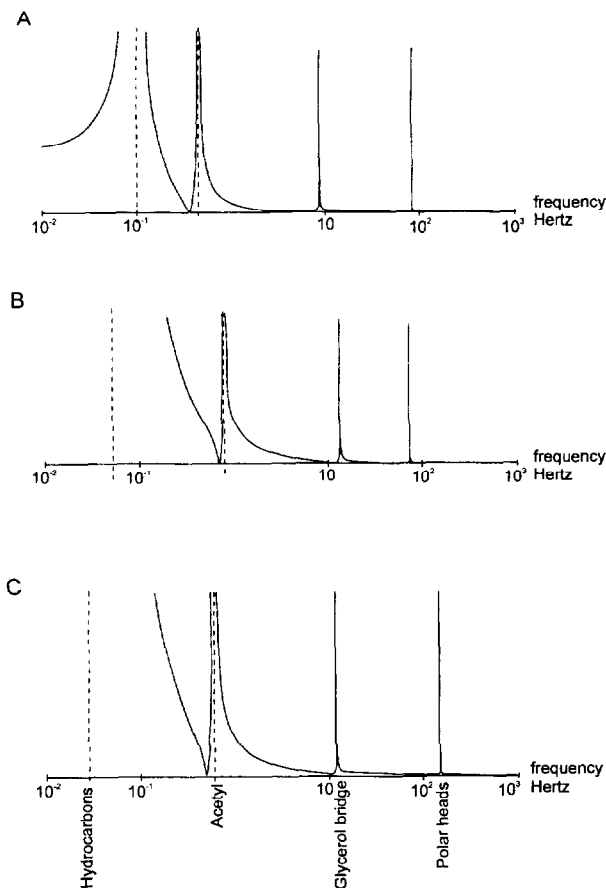 A
frequency
Hertz
10⁻² 10⁻¹ 10 10² 10³
B
frequency
Hertz
10⁻² 10⁻¹ 10 10² 10³
C
frequency
Hertz
10⁻² 10⁻¹ 10 10² 10³
Hydrocarbons
Acetyl
Glycerol bridge
Polar heads